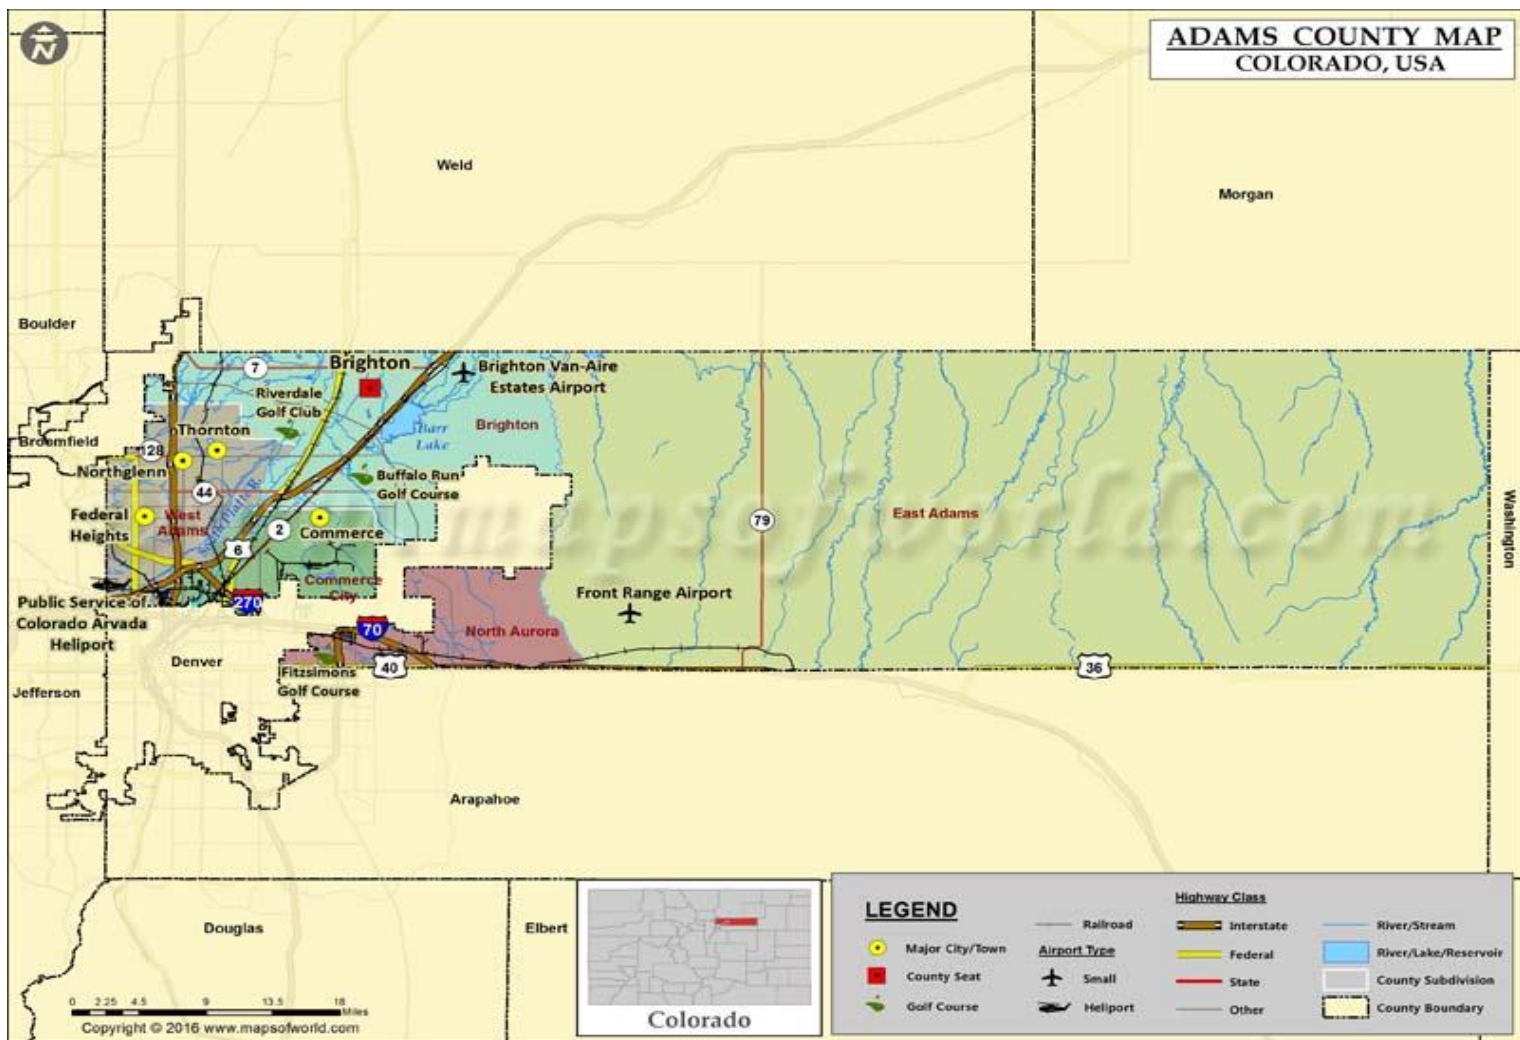 N
ADAMS COUNTY MAP
COLORADO, USA
Weld
Morgan
Boulder
7
Brighton
Brighton Van-Aire
Estates Airport
Riverdale
Golf Club
Thornton
Barr
Lake
Brighton
Broomfield
128
Northglenn
Buffalo Run
Golf Course
44
South Platte R.
Federal
Heights
West
Adams
2
Commerce
79
East Adams
mapsofworld.com
Washington
6
Commerce
City
Front Range Airport
270
Public Service of
Colorado Arvada
Heliport
70
North Aurora
Denver
40
36
Fitzsimons
Golf Course
Jefferson
Arapahoe
Douglas
Elbert
0 2.25 4.5 9 13.5 18
Miles
Copyright © 2016 www.mapsofworld.com
Colorado
LEGEND
Major City/Town
County Seat
Golf Course
Railroad
Airport Type
Small
Heliport
Highway Class
Interstate
Federal
State
Other
River/Stream
River/Lake/Reservoir
County Subdivision
County Boundary